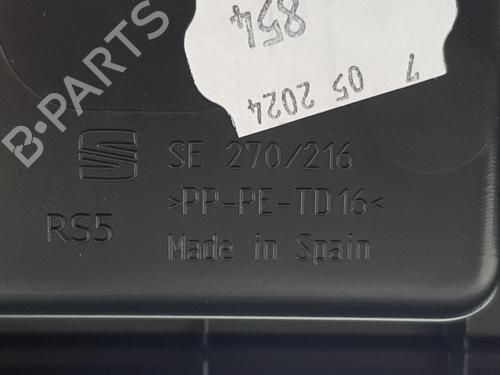 B-PARTS
854
7 05 2024
SE 270/216
>PP-PE-TD16<
RS5
Made in Spain